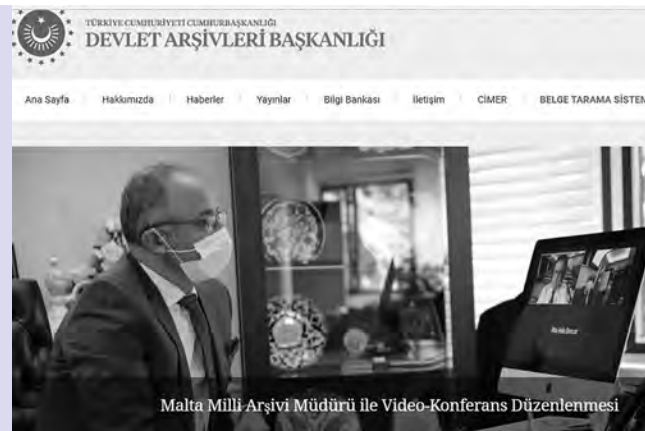 TÜRKİYE CUMHURİYETİ CUMHURBAŞKANLIĞI
DEVLET ARŞİVLERİ BAŞKANLIĞI
Ana Sayfa Hakkımızda Haberler Yayınlar Bilgi Bankası İletişim CİMER BELGE TARAMA SİSTEM
Malta Milli Arşivi Müdürü ile Video-Konferans Düzenlenmesi